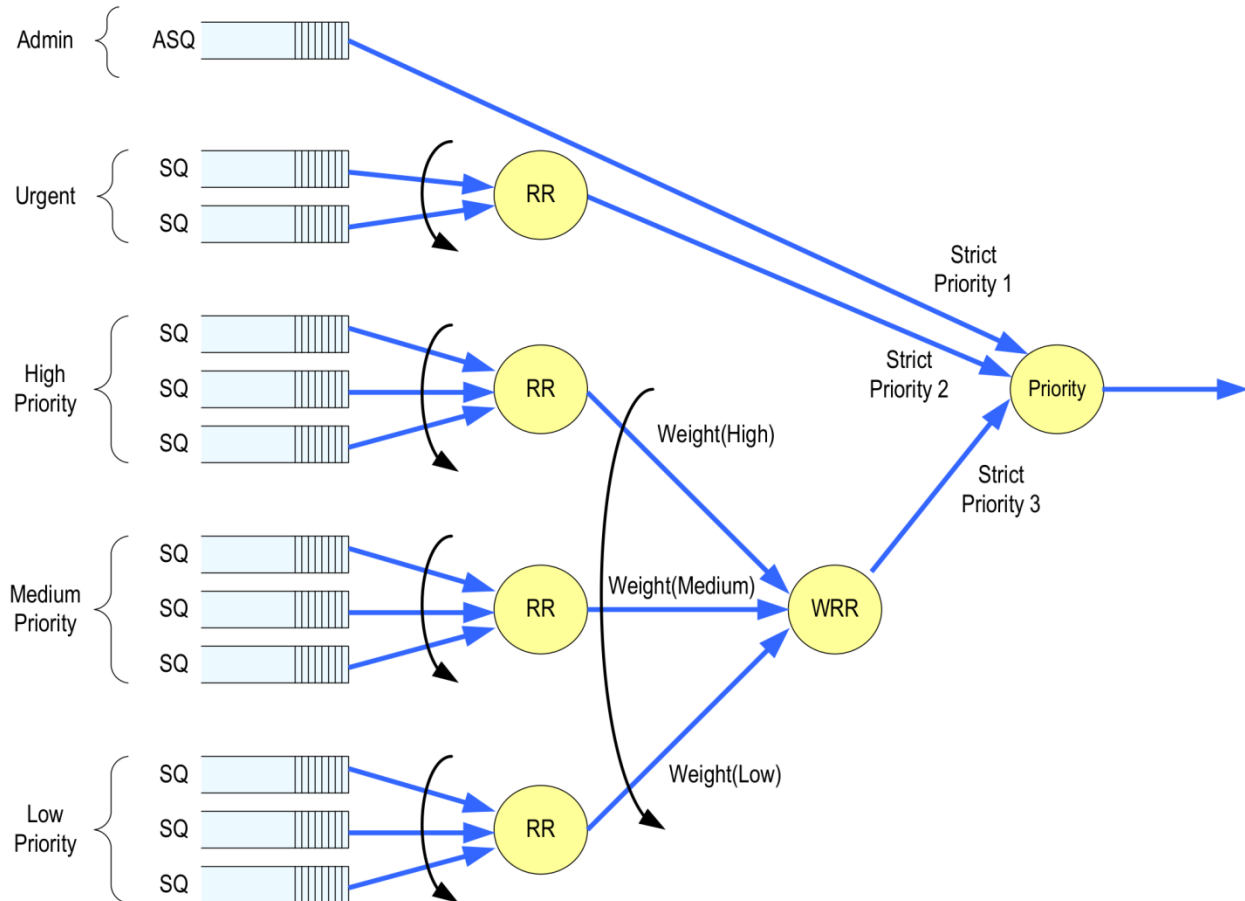 Admin
ASQ
Urgent
SQ
SQ
RR
Strict
Priority 1
High
Priority
SQ
SQ
SQ
RR
Strict
Priority 2
Priority
Weight(High)
Strict
Priority 3
Medium
Priority
SQ
SQ
SQ
RR
Weight(Medium)
WRR
Low
Priority
SQ
SQ
SQ
RR
Weight(Low)